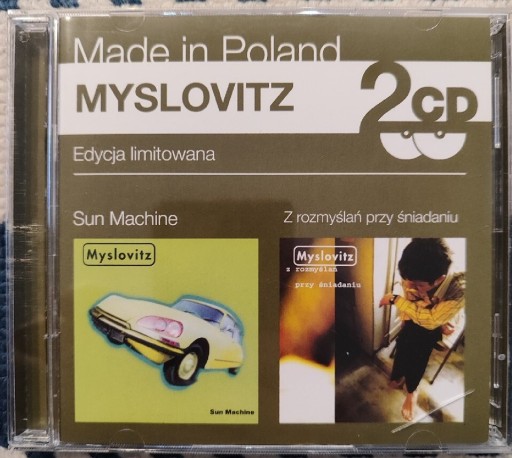 Made in Poland
MYSLOVITZ
2CD
Edycja limitowana
Sun Machine
Z rozmyślań przy śniadaniu
Myslovitz
Sun Machine
Myslovitz
z rozmyślań
przy śniadaniu